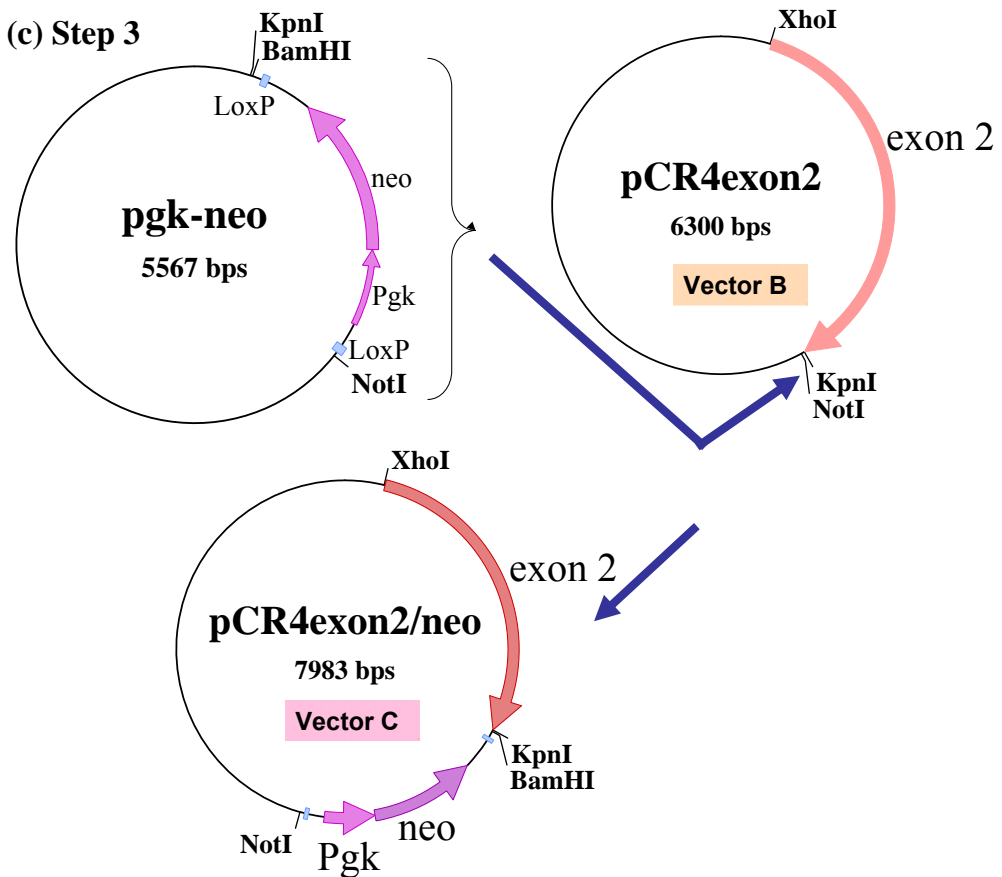 (c) Step 3
KpnI
BamHI
LoxP
neo
pgk-neo
5567 bps
Pgk
LoxP
NotI
XhoI
exon 2
pCR4exon2
6300 bps
Vector B
KpnI
NotI
XhoI
exon 2
pCR4exon2/neo
7983 bps
Vector C
KpnI
BamHI
NotI
Pgk
neo